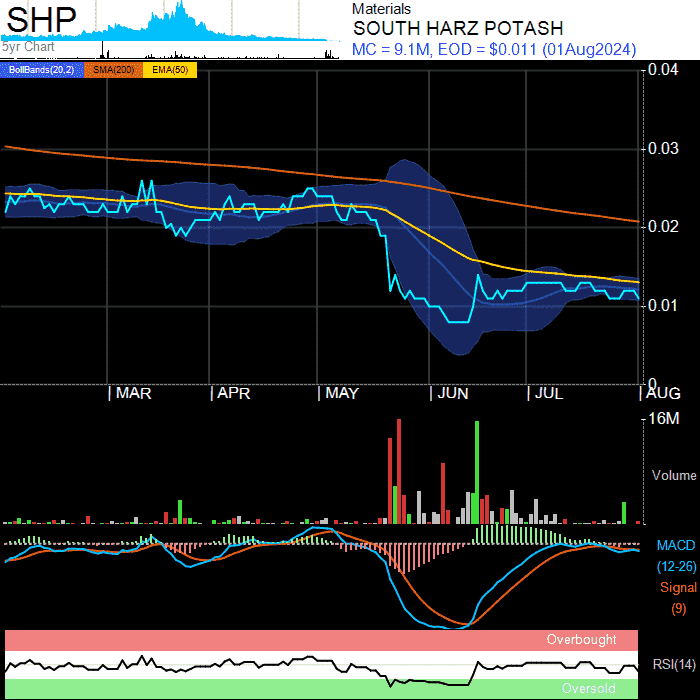 SHP
5yr Chart
Materials
SOUTH HARZ POTASH
MC = 9.1M, EOD = $0.011 (01Aug2024)
BollBands(20,2) SMA(200) EMA(50)
0.04
0.03
0.02
0.01
0
MAR APR MAY JUN JUL AUG
16M
Volume
MACD
(12-26)
Signal
(9)
Overbought
RSI(14)
Oversold